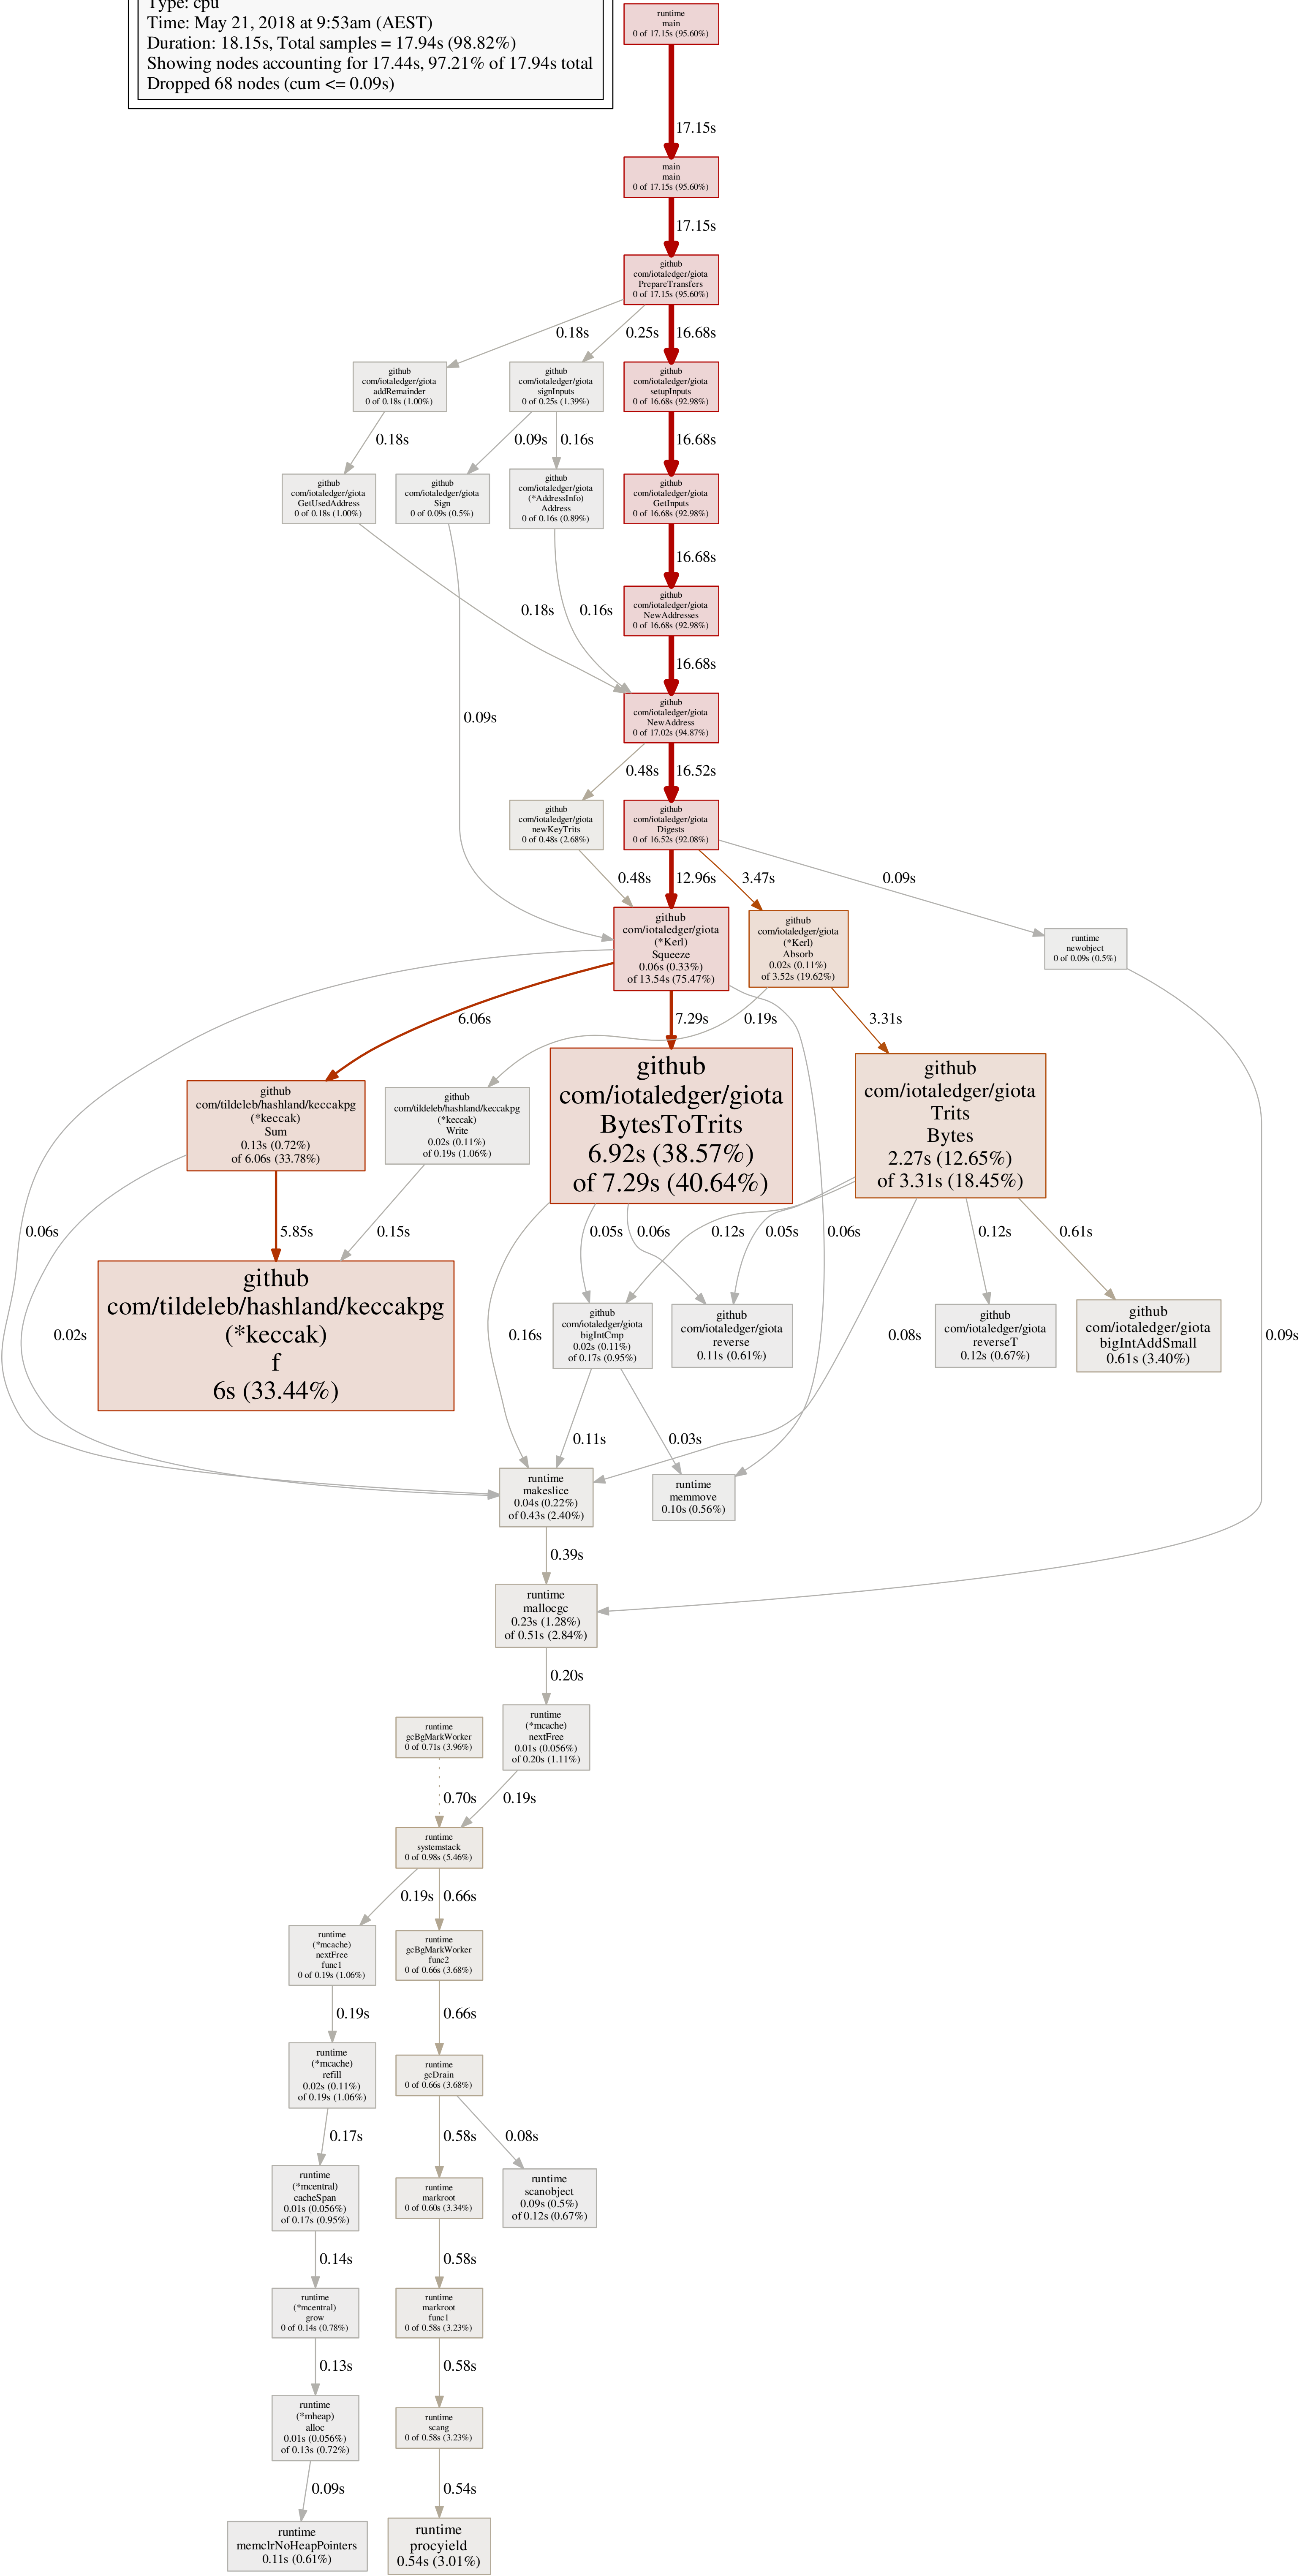 Type: cpu
Time: May 21, 2018 at 9:53am (AEST)
Duration: 18.15s, Total samples = 17.94s (98.82%)
Showing nodes accounting for 17.44s, 97.21% of 17.94s total
Dropped 68 nodes (cum <= 0.09s)
runtime
main
0 of 17.15s (95.60%)
17.15s
main
main
0 of 17.15s (95.60%)
17.15s
github
com/iotaledger/giota
PrepareTransfers
0 of 17.15s (95.60%)
0.18s
0.25s
16.68s
github
com/iotaledger/giota
addRemainder
0 of 0.18s (1.00%)
github
com/iotaledger/giota
signInputs
0 of 0.25s (1.39%)
github
com/iotaledger/giota
setupInputs
0 of 16.68s (92.98%)
0.18s
0.09s
0.16s
16.68s
github
com/iotaledger/giota
GetUsedAddress
0 of 0.18s (1.00%)
github
com/iotaledger/giota
Sign
0 of 0.09s (0.5%)
github
com/iotaledger/giota
(*AddressInfo)
Address
0 of 0.16s (0.89%)
github
com/iotaledger/giota
GetInputs
0 of 16.68s (92.98%)
16.68s
github
com/iotaledger/giota
NewAddresses
0 of 16.68s (92.98%)
0.18s
0.16s
16.68s
github
com/iotaledger/giota
NewAddress
0 of 17.02s (94.87%)
0.09s
0.48s
16.52s
github
com/iotaledger/giota
newKeyTrits
0 of 0.48s (2.68%)
github
com/iotaledger/giota
Digests
0 of 16.52s (92.08%)
0.48s
12.96s
3.47s
0.09s
github
com/iotaledger/giota
(*Kerl)
Squeeze
0.06s (0.33%)
of 13.54s (75.47%)
github
com/iotaledger/giota
(*Kerl)
Absorb
0.02s (0.11%)
of 3.52s (19.62%)
runtime
newobject
0 of 0.09s (0.5%)
6.06s
7.29s
0.19s
3.31s
github
com/tildeleb/hashland/keccakpg
(*keccak)
Sum
0.13s (0.72%)
of 6.06s (33.78%)
github
com/tildeleb/hashland/keccakpg
(*keccak)
Write
0.02s (0.11%)
of 0.19s (1.06%)
github
com/iotaledger/giota
BytesToTrits
6.92s (38.57%)
of 7.29s (40.64%)
github
com/iotaledger/giota
Trits
Bytes
2.27s (12.65%)
of 3.31s (18.45%)
0.06s
5.85s
0.15s
0.05s
0.06s
0.12s
0.05s
0.06s
0.12s
0.61s
github
com/tildeleb/hashland/keccakpg
(*keccak)
f
6s (33.44%)
github
com/iotaledger/giota
bigIntCmp
0.02s (0.11%)
of 0.17s (0.95%)
github
com/iotaledger/giota
reverse
0.11s (0.61%)
github
com/iotaledger/giota
reverseT
0.12s (0.67%)
github
com/iotaledger/giota
bigIntAddSmall
0.61s (3.40%)
0.02s
0.16s
0.08s
0.09s
0.11s
0.03s
runtime
makeslice
0.04s (0.22%)
of 0.43s (2.40%)
runtime
memmove
0.10s (0.56%)
0.39s
runtime
mallocgc
0.23s (1.28%)
of 0.51s (2.84%)
0.20s
runtime
gcBgMarkWorker
0 of 0.71s (3.96%)
runtime
(*mcache)
nextFree
0.01s (0.056%)
of 0.20s (1.11%)
0.70s
0.19s
runtime
systemstack
0 of 0.98s (5.46%)
0.19s
0.66s
runtime
(*mcache)
nextFree
func1
0 of 0.19s (1.06%)
runtime
gcBgMarkWorker
func2
0 of 0.66s (3.68%)
0.19s
0.66s
runtime
(*mcache)
refill
0.02s (0.11%)
of 0.19s (1.06%)
runtime
gcDrain
0 of 0.66s (3.68%)
0.17s
0.58s
0.08s
runtime
(*mcentral)
cacheSpan
0.01s (0.056%)
of 0.17s (0.95%)
runtime
markroot
0 of 0.60s (3.34%)
runtime
scanobject
0.09s (0.5%)
of 0.12s (0.67%)
0.14s
0.58s
runtime
(*mcentral)
grow
0 of 0.14s (0.78%)
runtime
markroot
func1
0 of 0.58s (3.23%)
0.13s
0.58s
runtime
(*mheap)
alloc
0.01s (0.056%)
of 0.13s (0.72%)
runtime
scang
0 of 0.58s (3.23%)
0.09s
0.54s
runtime
memclrNoHeapPointers
0.11s (0.61%)
runtime
procyield
0.54s (3.01%)